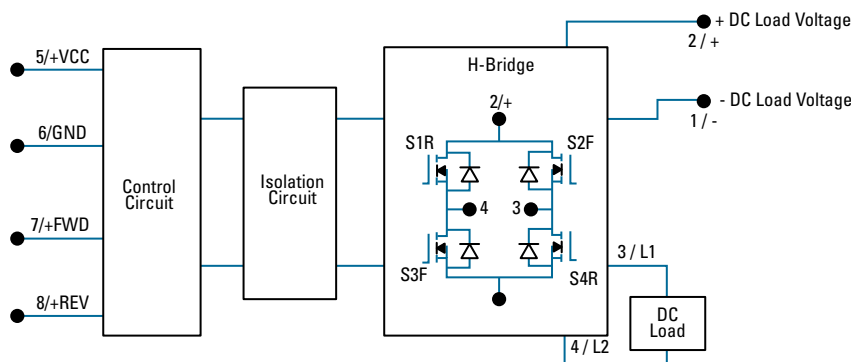 + DC Load Voltage
2 / +
5/+VCC
H-Bridge
- DC Load Voltage
1 / -
2/+
6/GND
S1R
S2F
Control
Circuit
Isolation
Circuit
4
3
7/+FWD
3 / L1
S3F
S4R
8/+REV
DC
Load
4 / L2